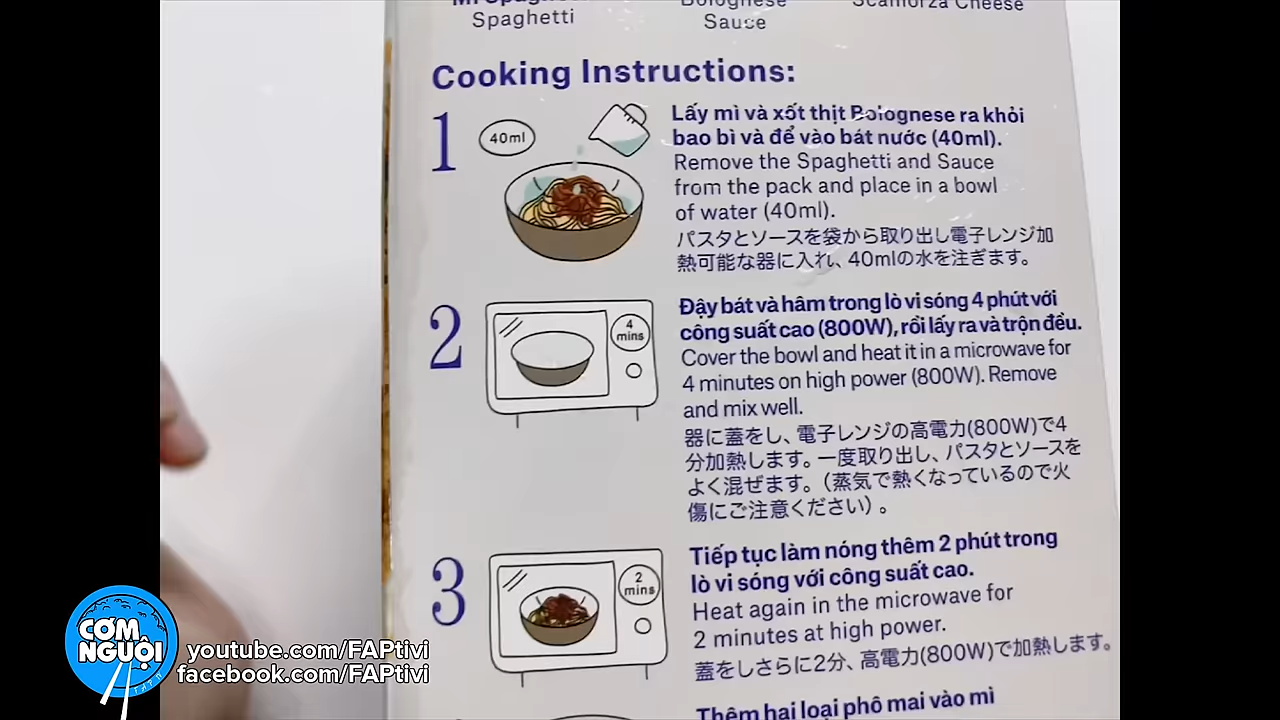 Spaghetti
Bolognese
Sauce
Scamorza Cheese
Cooking Instructions:
1
40ml
Lấy mì và xốt thịt Bolognese ra khỏi
bao bì và để vào bát nước (40ml).
Remove the Spaghetti and Sauce
from the pack and place in a bowl
of water (40ml).
パスタとソースを袋から取り出し電子レンジ加
熱可能な器に入れ、40mlの水を注ぎます。
2
4
mins
Đậy bát và hâm trong lò vi sóng 4 phút với
công suất cao (800W), rồi lấy ra và trộn đều.
Cover the bowl and heat it in a microwave for
4 minutes on high power (800W). Remove
and mix well.
器に蓋をし、電子レンジの高電力(800W)で4
分加熱します。一度取り出し、パスタとソースを
よく混ぜます。（蒸気で熱くなっているので火
傷にご注意ください）。
3
2
mins
Tiếp tục làm nóng thêm 2 phút trong
lò vi sóng với công suất cao.
Heat again in the microwave for
2 minutes at high power.
蓋をしさらに2分、高電力(800W)で加熱します。
Thêm hai loại phô mai vào mì
CƠM
NGUỘI
FAPTV
youtube.com/FAPtivi
facebook.com/FAPtivi